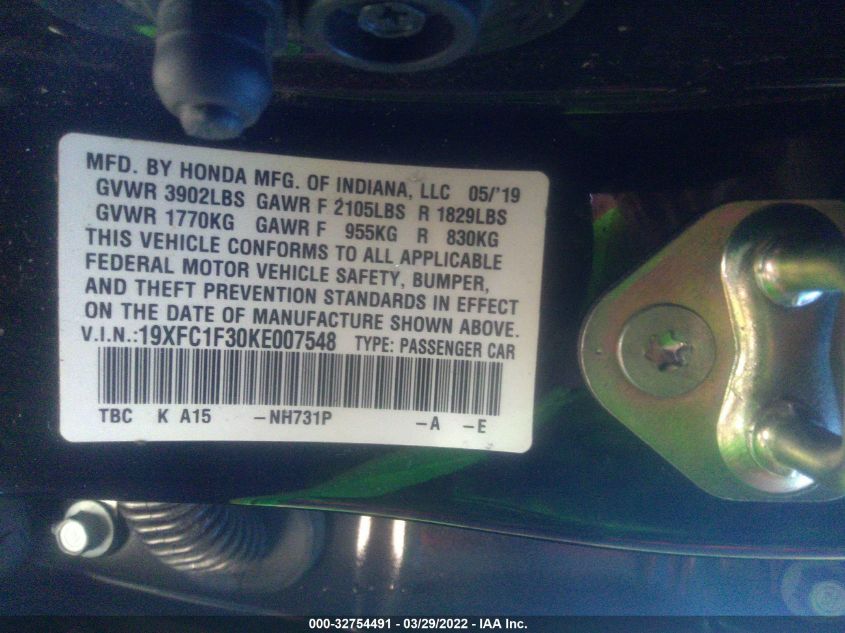 MFD. BY HONDA MFG. OF INDIANA, LLC 05/'19
GVWR 3902LBS GAWR F 2105LBS R 1829LBS
GVWR 1770KG GAWR F 955KG R 830KG
THIS VEHICLE CONFORMS TO ALL APPLICABLE
FEDERAL MOTOR VEHICLE SAFETY, BUMPER,
AND THEFT PREVENTION STANDARDS IN EFFECT
ON THE DATE OF MANUFACTURE SHOWN ABOVE.
V.I.N.:19XFC1F30KE007548 TYPE: PASSENGER CAR
TBC K A15 -NH731P -A -E
000-32754491 — 03/29/2022 — IAA Inc.